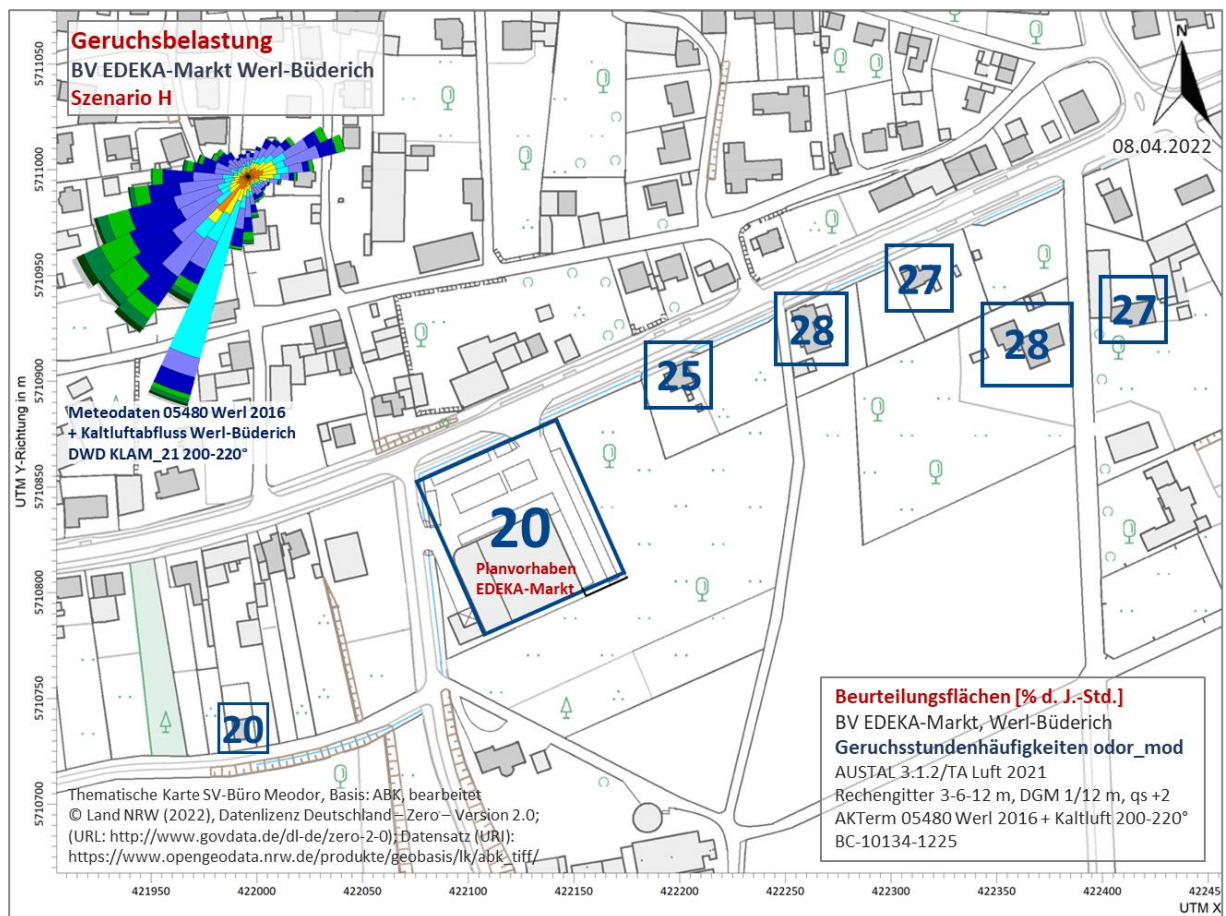 Geruchsbelastung
BV EDEKA-Markt Werl-Büderich
Szenario H
N
08.04.2022
Meteodaten 05480 Werl 2016
+ Kaltluftabfluss Werl-Büderich
DWD KLAM_21 200-220°
27
28
27
28
25
20
Planvorhaben
EDEKA-Markt
20
Thematische Karte SV-Büro Meodor, Basis: ABK, bearbeitet
© Land NRW (2022), Datenlizenz Deutschland – Zero – Version 2.0;
(URL: http://www.govdata.de/dl-de/zero-2-0); Datensatz (URI):
https://www.opengeodata.nrw.de/produkte/geobasis/lk/abk_tiff/
Beurteilungsflächen [% d. J.-Std.]
BV EDEKA-Markt, Werl-Büderich
Geruchsstundenhäufigkeiten odor_mod
AUSTAL 3.1.2/TA Luft 2021
Rechengitter 3-6-12 m, DGM 1/12 m, qs +2
AKTerm 05480 Werl 2016 + Kaltluft 200-220°
BC-10134-1225
UTM Y-Richtung in m
5711050
5711000
5710950
5710900
5710850
5710800
5710750
5710700
421950
422000
422050
422100
422150
422200
422250
422300
422350
422400
42245
UTM X